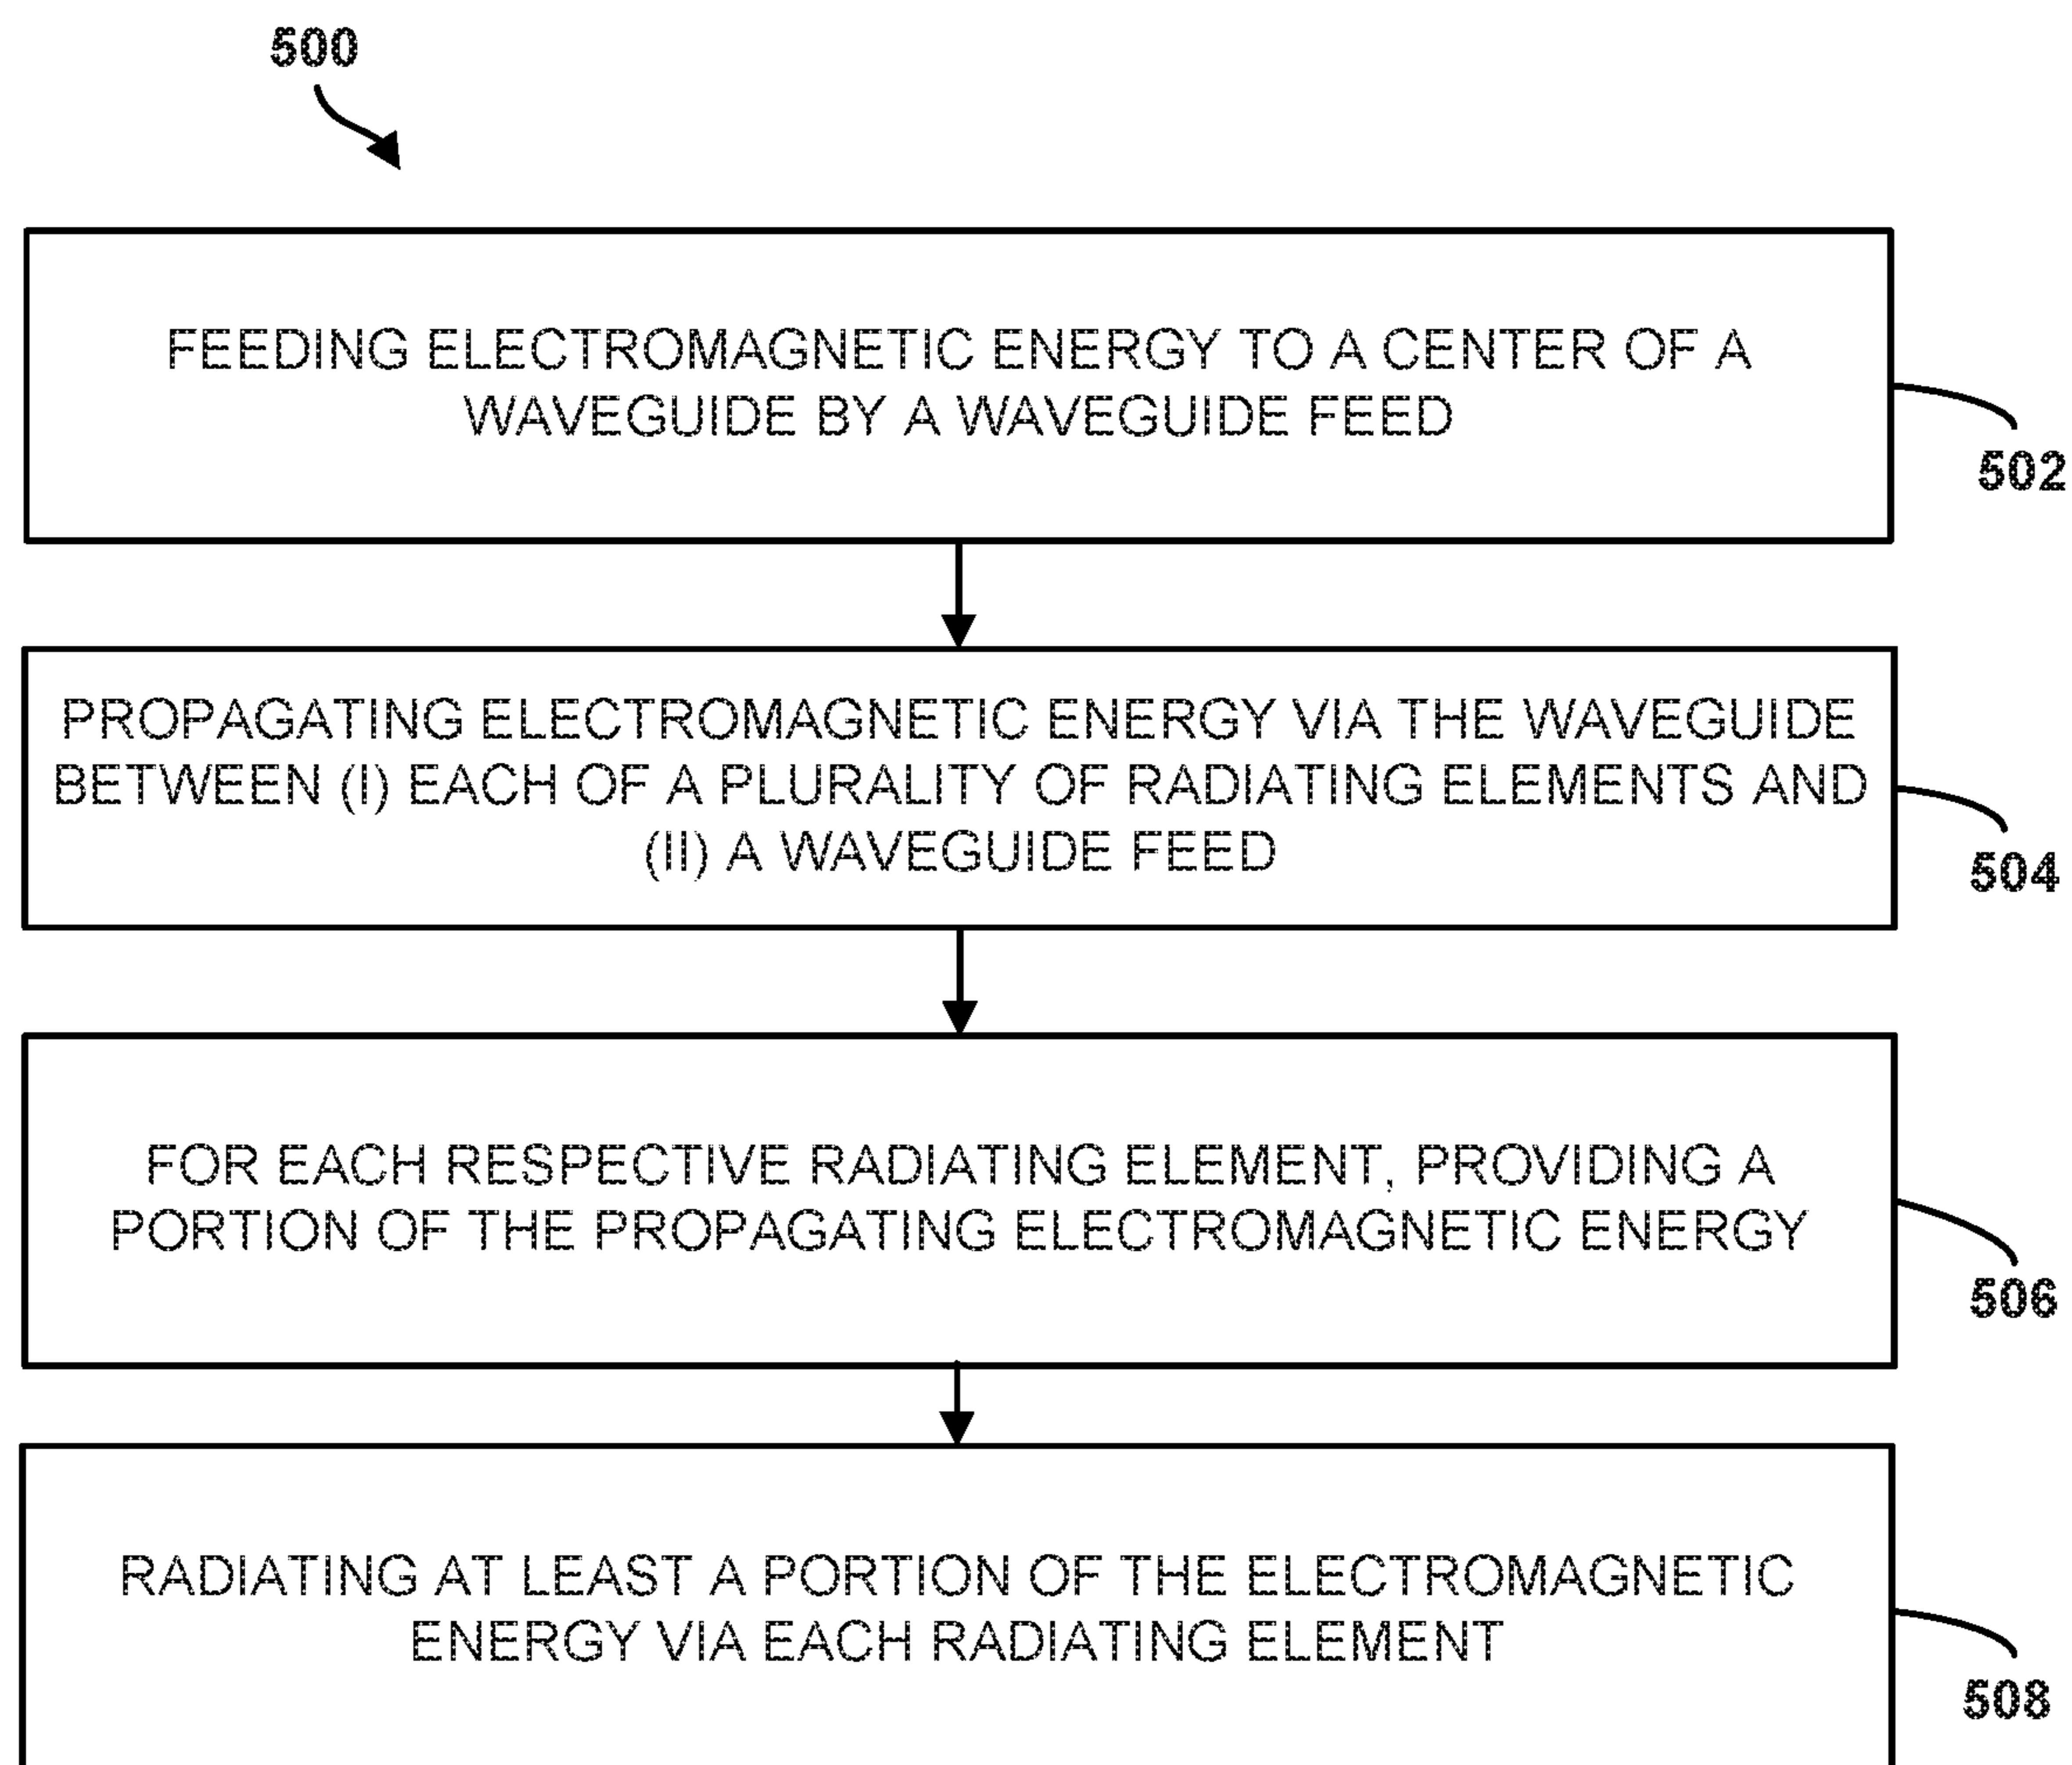 500
FEEDING ELECTROMAGNETIC ENERGY TO A CENTER OF A
WAVEGUIDE BY A WAVEGUIDE FEED
502
PROPAGATING ELECTROMAGNETIC ENERGY VIA THE WAVEGUIDE
BETWEEN (I) EACH OF A PLURALITY OF RADIATING ELEMENTS AND
(II) A WAVEGUIDE FEED
504
FOR EACH RESPECTIVE RADIATING ELEMENT, PROVIDING A
PORTION OF THE PROPAGATING ELECTROMAGNETIC ENERGY
506
RADIATING AT LEAST A PORTION OF THE ELECTROMAGNETIC
ENERGY VIA EACH RADIATING ELEMENT
508